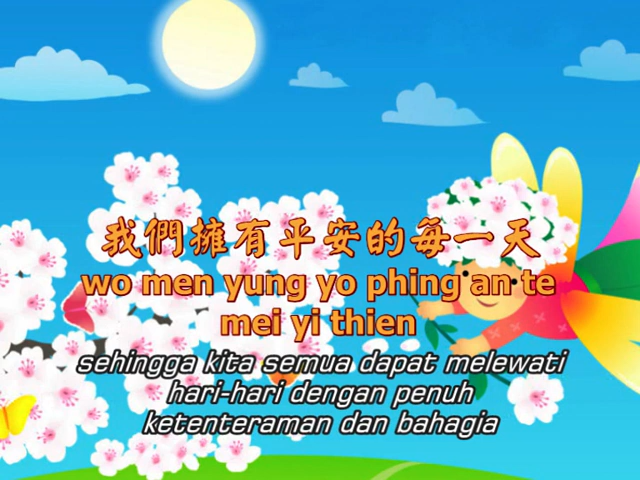 我們擁有平安的每一天
wo men yung yo phing an te
mei yi thien
sehingga kita semua dapat melewati
hari-hari dengan penuh
ketenteraman dan bahagia